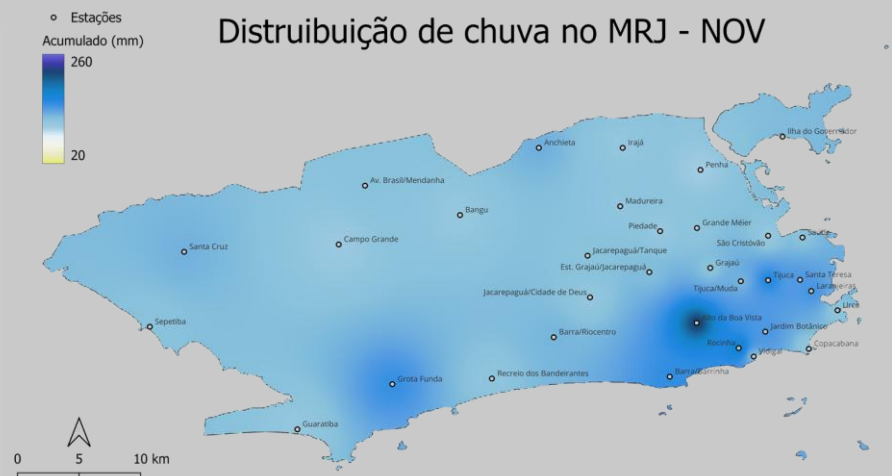 Estações
Acumulado (mm)
260
20
Distruibuição de chuva no MRJ - NOV
Ilha do Governador
Anchieta
Irajá
Penha
Av. Brasil/Mendanha
Madureira
Bangu
Piedade
Grande Méier
Saúde
São Cristóvão
Campo Grande
Santa Cruz
Jacarepaguá/Tanque
Est. Grajaú/Jacarepaguá
Grajaú
Tijuca
Santa Teresa
Tijuca/Muda
Laranjeiras
Jacarepaguá/Cidade de Deus
Urca
Alto da Boa Vista
Sepetiba
Jardim Botânico
Barra/Riocentro
Rocinha
Copacabana
Vidigal
Barra/Barrinha
Recreio dos Bandeirantes
Grota Funda
Guaratiba
0 5 10 km